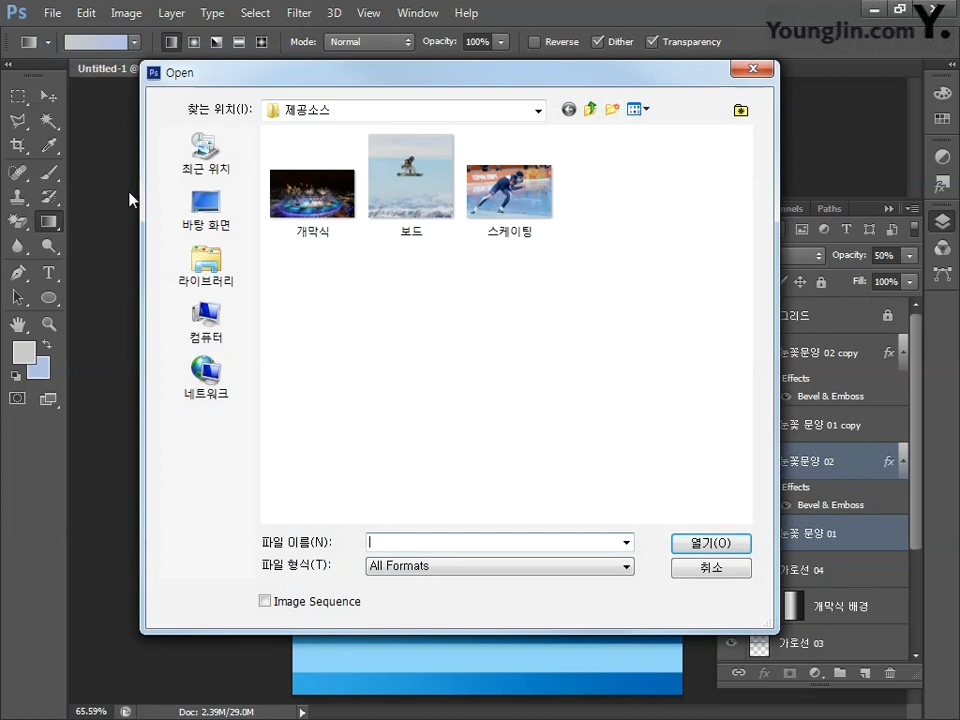 Ps File Edit Image Layer Type Select Filter 3D View Window Help
Mode: Normal Opacity: 100% Reverse Dither Transparency
YoungJin.com Y.
Untitled-1 @
Ps Open
찾는 위치(I): 제공소스
최근 위치
바탕 화면
라이브러리
컴퓨터
네트워크
개막식 보드 스케이팅
파일 이름(N): 열기(O)
파일 형식(T): All Formats 취소
Image Sequence
nnels Paths
Opacity: 50%
Fill: 100%
그리드
눈꽃문양 02 copy fx
Effects
Bevel & Emboss
눈꽃 문양 01 copy
눈꽃문양 02 fx
Effects
Bevel & Emboss
눈꽃 문양 01
가로선 04
개막식 배경
가로선 03
fx
65.59% Doc: 2.39M/29.0M